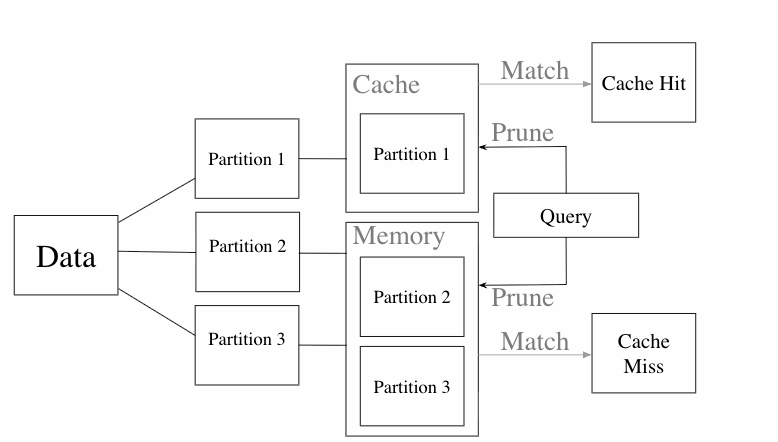 Data
Partition 1
Partition 2
Partition 3
Cache
Partition 1
Memory
Partition 2
Partition 3
Match
Cache Hit
Prune
Query
Prune
Match
Cache
Miss